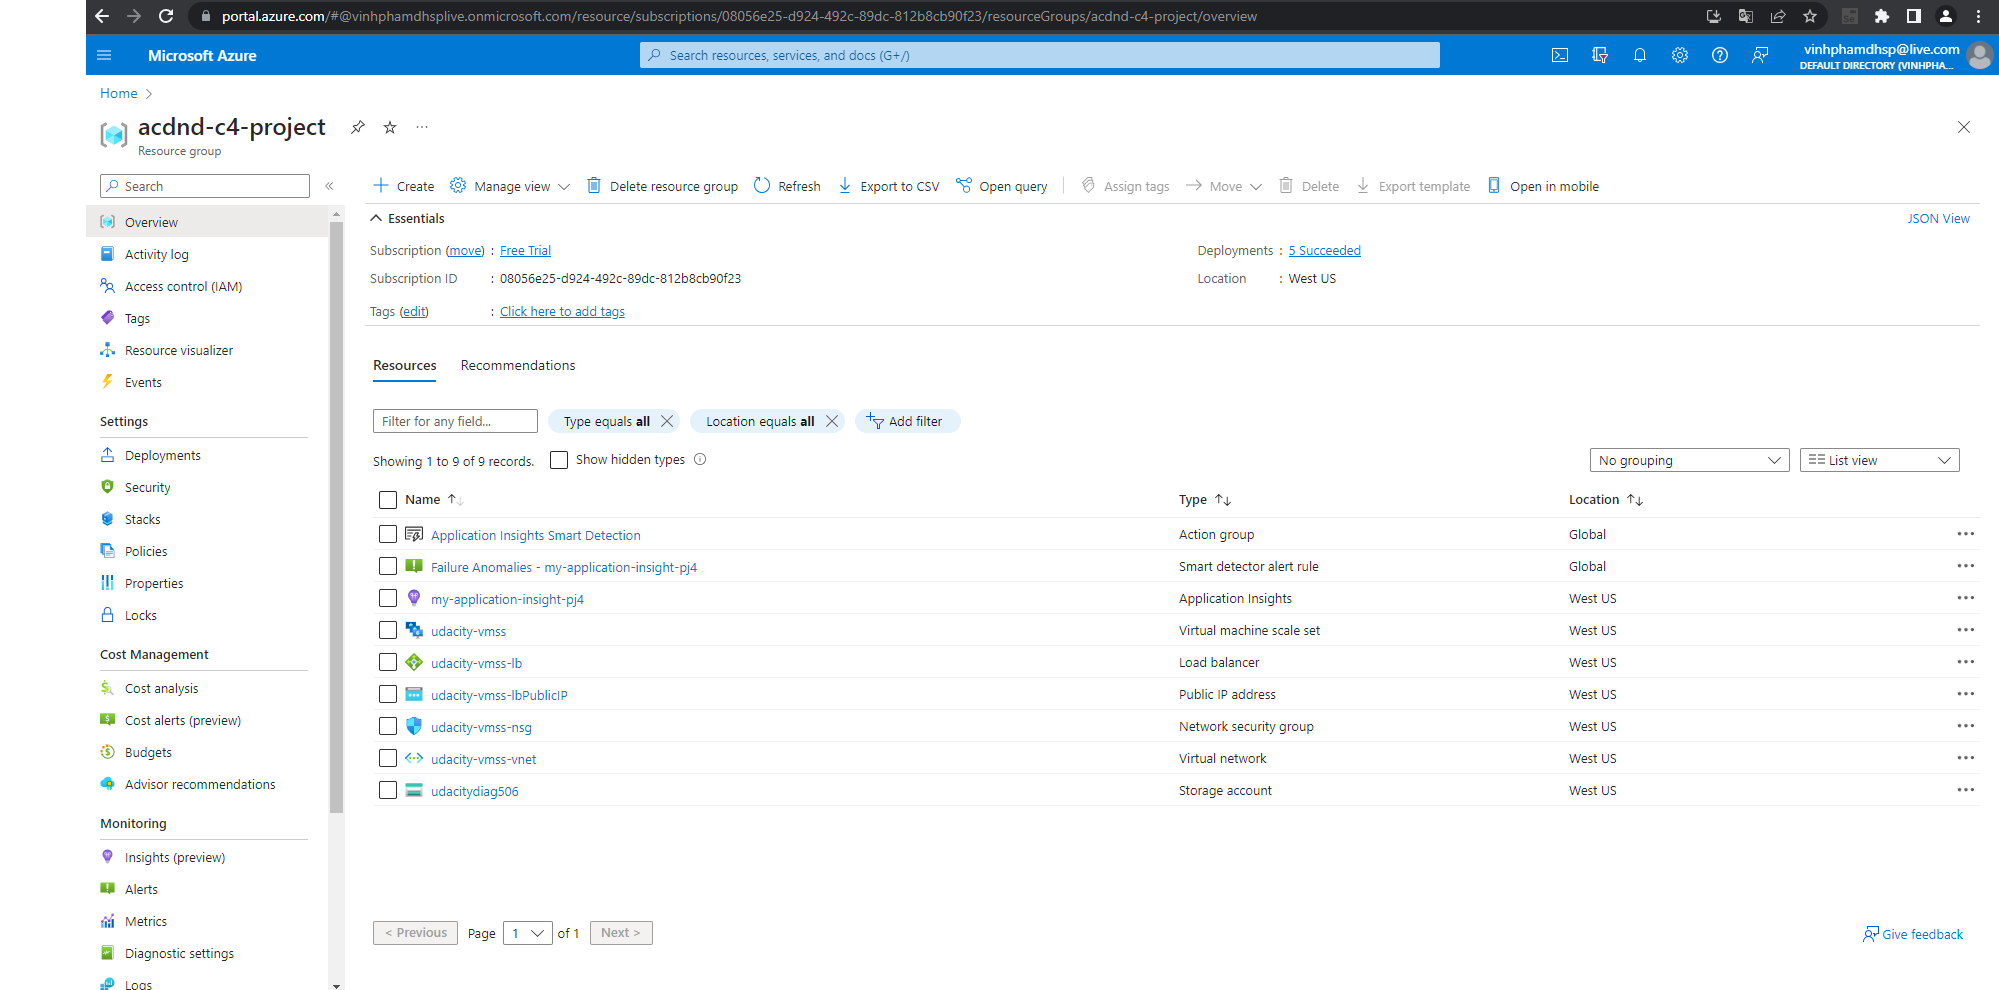 portal.azure.com/#@vinhphamdhsplive.onmicrosoft.com/resource/subscriptions/08056e25-d924-492c-89dc-812b8cb90f23/resourceGroups/acdnd-c4-project/overview
Microsoft Azure
Search resources, services, and docs (G+/)
vinhphamdhsp@live.com
DEFAULT DIRECTORY (VINHPHA...
Home
acdnd-c4-project
Resource group
Search
Create Manage view Delete resource group Refresh Export to CSV Open query Assign tags Move Delete Export template Open in mobile
Overview
Activity log
Access control (IAM)
Tags
Resource visualizer
Events
Settings
Deployments
Security
Stacks
Policies
Properties
Locks
Cost Management
Cost analysis
Cost alerts (preview)
Budgets
Advisor recommendations
Monitoring
Insights (preview)
Alerts
Metrics
Diagnostic settings
Logs
Essentials
JSON View
Subscription (move) : Free Trial
Deployments : 5 Succeeded
Subscription ID : 08056e25-d924-492c-89dc-812b8cb90f23
Location : West US
Tags (edit) : Click here to add tags
Resources Recommendations
Filter for any field... Type equals all Location equals all Add filter
Showing 1 to 9 of 9 records. Show hidden types
No grouping List view
Name Type Location
Application Insights Smart Detection Action group Global
Failure Anomalies - my-application-insight-pj4 Smart detector alert rule Global
my-application-insight-pj4 Application Insights West US
udacity-vmss Virtual machine scale set West US
udacity-vmss-lb Load balancer West US
udacity-vmss-lbPublicIP Public IP address West US
udacity-vmss-nsg Network security group West US
udacity-vmss-vnet Virtual network West US
udacitydiag506 Storage account West US
< Previous Page 1 of 1 Next >
Give feedback